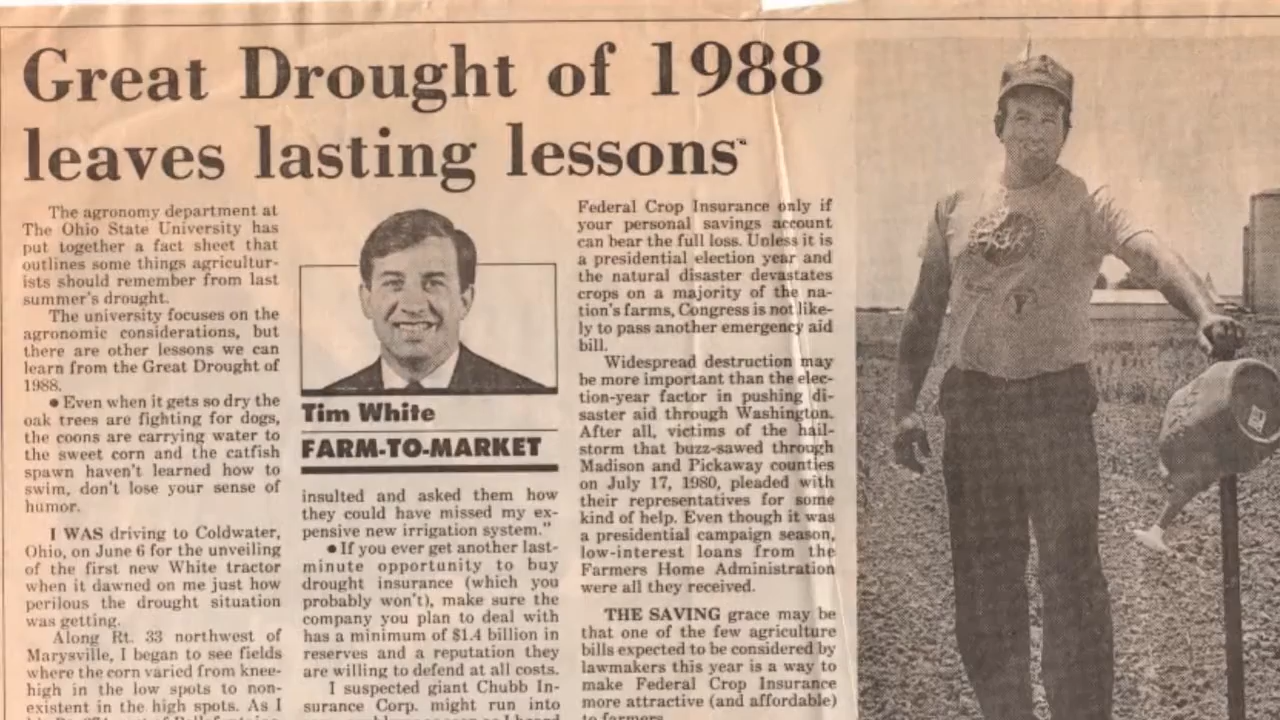 Great Drought of 1988
leaves lasting lessons
The agronomy department at
The Ohio State University has
put together a fact sheet that
outlines some things agricultur-
ists should remember from last
summer's drought.
The university focuses on the
agronomic considerations, but
there are other lessons we can
learn from the Great Drought of
1988.
• Even when it gets so dry the
oak trees are fighting for dogs,
the coons are carrying water to
the sweet corn and the catfish
spawn haven't learned how to
swim, don't lose your sense of
humor.
I WAS driving to Coldwater,
Ohio, on June 6 for the unveiling
of the first new White tractor
when it dawned on me just how
perilous the drought situation
was getting.
Along Rt. 33 northwest of
Marysville, I began to see fields
where the corn varied from knee-
high in the low spots to non-
existent in the high spots. As I
Tim White
FARM-TO-MARKET
insulted and asked them how
they could have missed my ex-
pensive new irrigation system."
• If you ever get another last-
minute opportunity to buy
drought insurance (which you
probably won't), make sure the
company you plan to deal with
has a minimum of $1.4 billion in
reserves and a reputation they
are willing to defend at all costs.
I suspected giant Chubb In-
surance Corp. might run into
Federal Crop Insurance only if
your personal savings account
can bear the full loss. Unless it is
a presidential election year and
the natural disaster devastates
crops on a majority of the na-
tion's farms, Congress is not like-
ly to pass another emergency aid
bill.
Widespread destruction may
be more important than the elec-
tion-year factor in pushing di-
saster aid through Washington.
After all, victims of the hail-
storm that buzz-sawed through
Madison and Pickaway counties
on July 17, 1980, pleaded with
their representatives for some
kind of help. Even though it was
a presidential campaign season,
low-interest loans from the
Farmers Home Administration
were all they received.
THE SAVING grace may be
that one of the few agriculture
bills expected to be considered by
lawmakers this year is a way to
make Federal Crop Insurance
more attractive (and affordable)
to farmers.